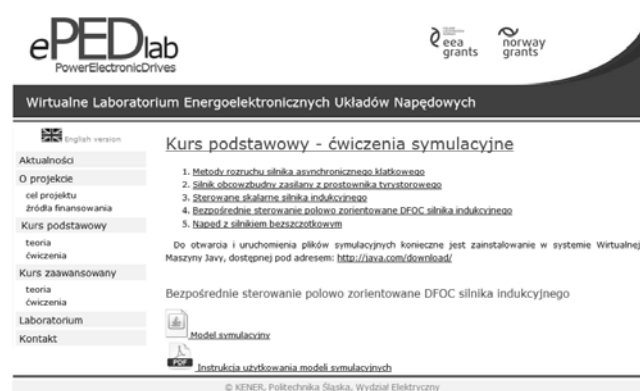 ePEDlab
PowerElectronicDrives
eea
grants
norway
grants
Wirtualne Laboratorium Energoelektronicznych Układów Napędowych
English version
Aktualności
O projekcie
cel projektu
źródła finansowania
Kurs podstawowy
teoria
ćwiczenia
Kurs zaawansowany
teoria
ćwiczenia
Laboratorium
Kontakt
Kurs podstawowy - ćwiczenia symulacyjne
1. Metody rozruchu silnika asynchronicznego klatkowego
2. Silnik obcowzbudny zasilany z prostownika tyrystorowego
3. Sterowane skalarne silnika indukcyjnego
4. Bezpośrednie sterowanie polowo zorientowane DFOC silnika indukcyjnego
5. Napęd z silnikiem bezszczotkowym
Do otwarcia i uruchomienia plików symulacyjnych konieczne jest zainstalowanie w systemie Wirtualnej
Maszyny Javy, dostępnej pod adresem: http://java.com/download/
Bezpośrednie sterowanie polowo zorientowane DFOC silnika indukcyjnego
Model symulacyjny
PDF
Instrukcja użytkowania modeli symulacyjnych
© KENER, Politechnika Śląska, Wydział Elektryczny